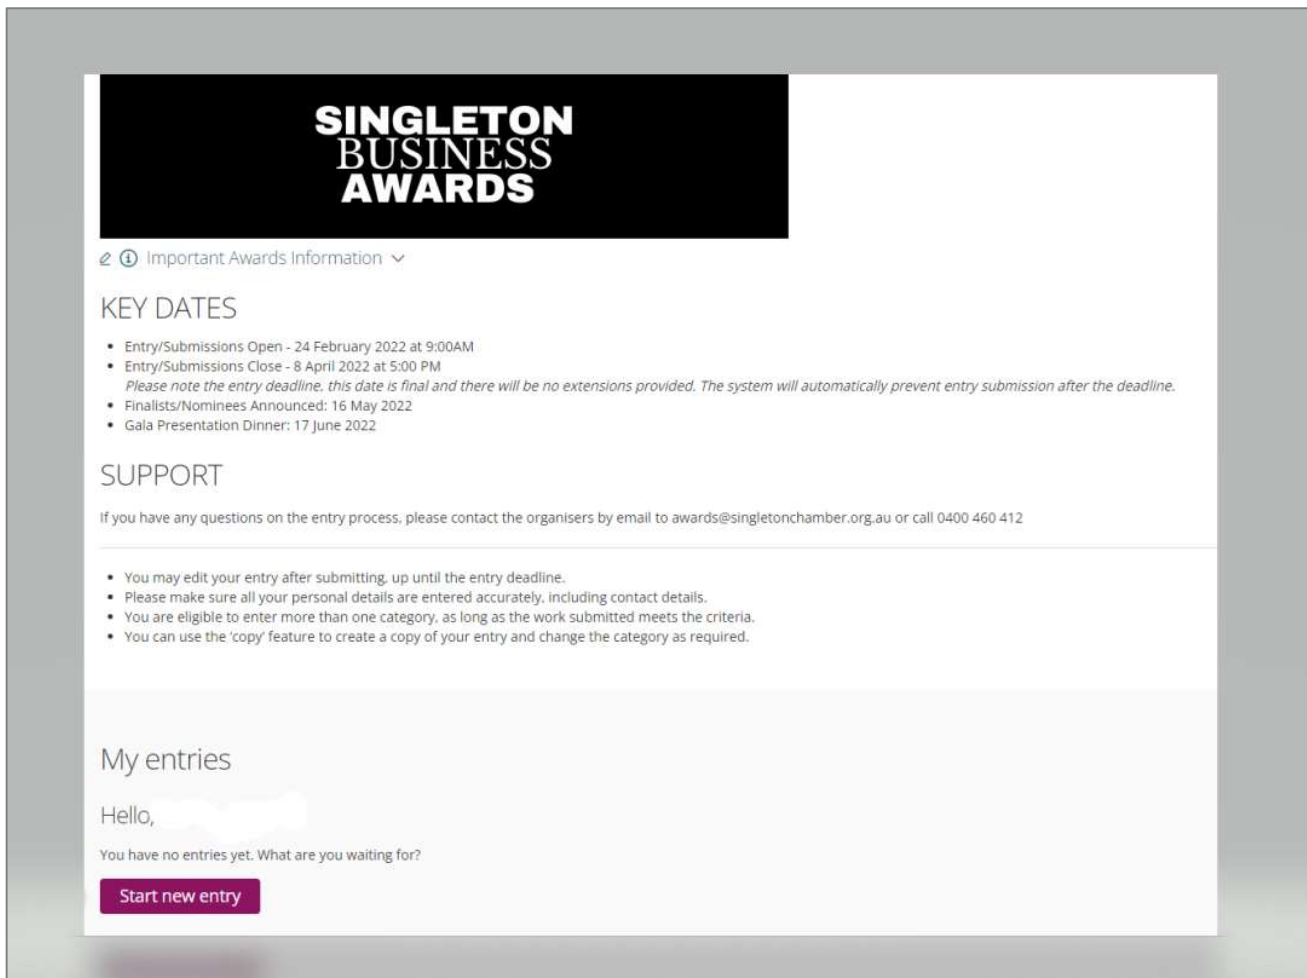 SINGLETON
BUSINESS
AWARDS
Important Awards Information
KEY DATES
• Entry/Submissions Open - 24 February 2022 at 9:00AM
• Entry/Submissions Close - 8 April 2022 at 5:00 PM
Please note the entry deadline, this date is final and there will be no extensions provided. The system will automatically prevent entry submission after the deadline.
• Finalists/Nominees Announced: 16 May 2022
• Gala Presentation Dinner: 17 June 2022
SUPPORT
If you have any questions on the entry process, please contact the organisers by email to awards@singletonchamber.org.au or call 0400 460 412
• You may edit your entry after submitting, up until the entry deadline.
• Please make sure all your personal details are entered accurately, including contact details.
• You are eligible to enter more than one category, as long as the work submitted meets the criteria.
• You can use the 'copy' feature to create a copy of your entry and change the category as required.
My entries
Hello,
You have no entries yet. What are you waiting for?
Start new entry